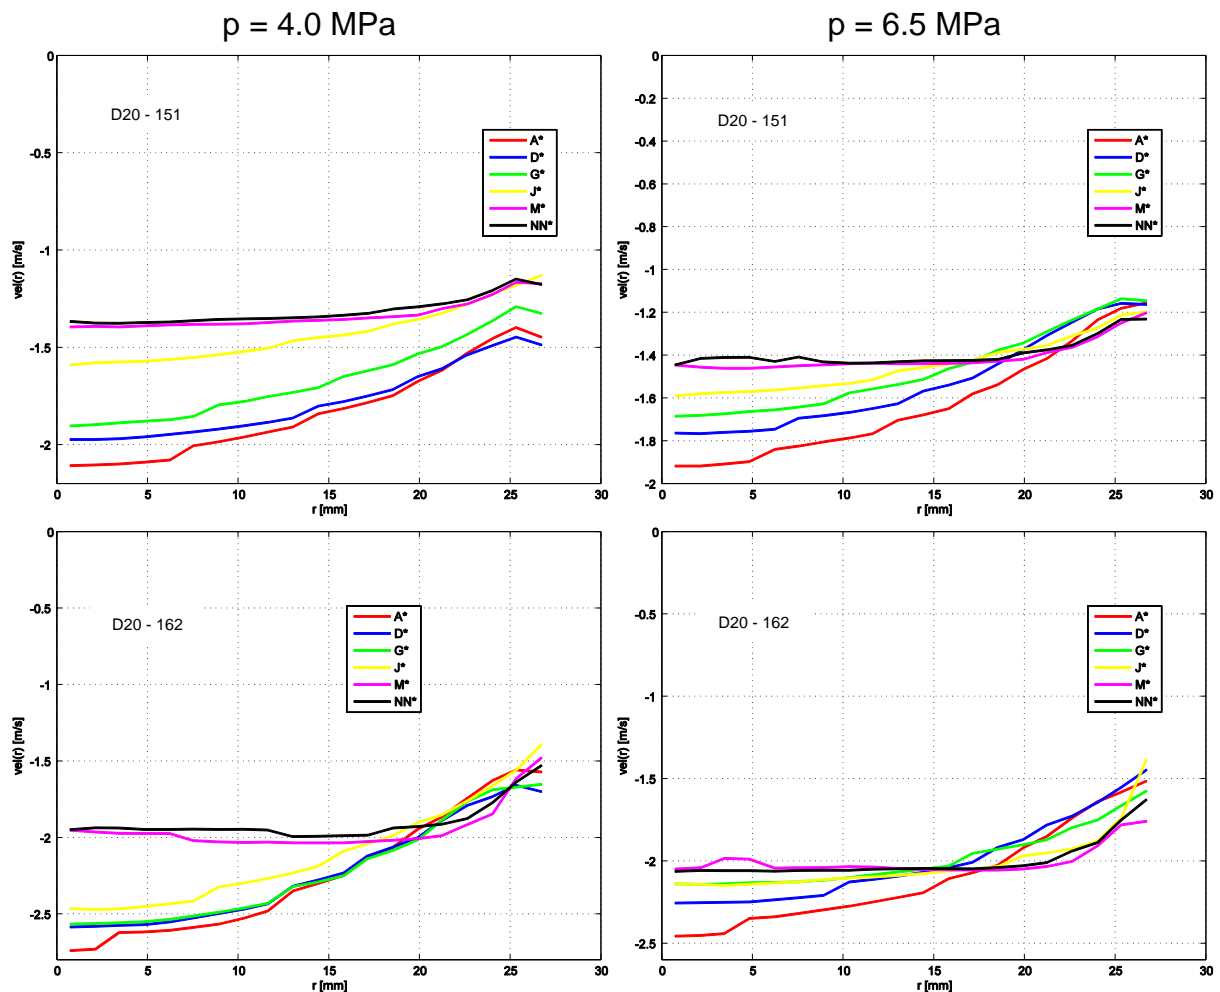 p = 4.0 MPa
p = 6.5 MPa
0
-0.5
-1
-1.5
-2
vel(r) [m/s]
D20 - 151
A*
D*
G*
J*
M*
NN*
0
5
10
15
20
25
30
r [mm]
0
-0.2
-0.4
-0.6
-0.8
-1
-1.2
-1.4
-1.6
-1.8
-2
vel(r) [m/s]
D20 - 151
A*
D*
G*
J*
M*
NN*
0
5
10
15
20
25
30
r [mm]
0
-0.5
-1
-1.5
-2
-2.5
vel(r) [m/s]
D20 - 162
A*
D*
G*
J*
M*
NN*
0
5
10
15
20
25
30
r [mm]
0
-0.5
-1
-1.5
-2
-2.5
vel(r) [m/s]
D20 - 162
A*
D*
G*
J*
M*
NN*
0
5
10
15
20
25
30
r [mm]